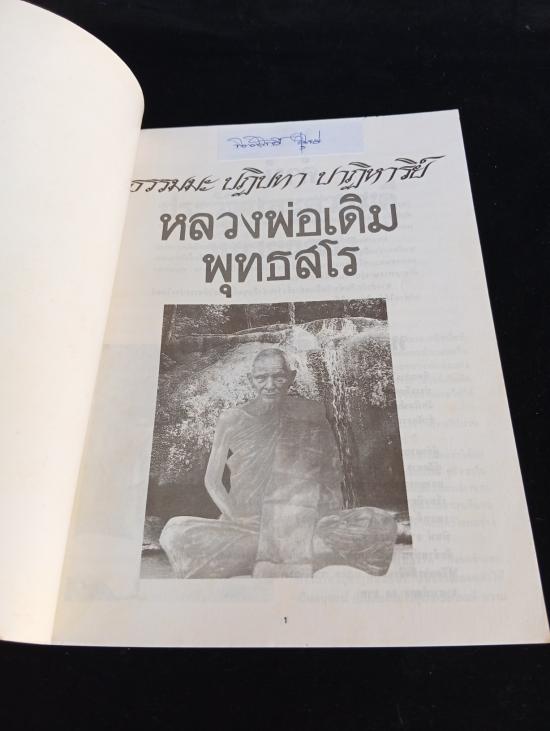 ธรรมมะ ปฏิปทา ปาฏิหาริย์
หลวงพ่อเดิม
พุทธสโร
1